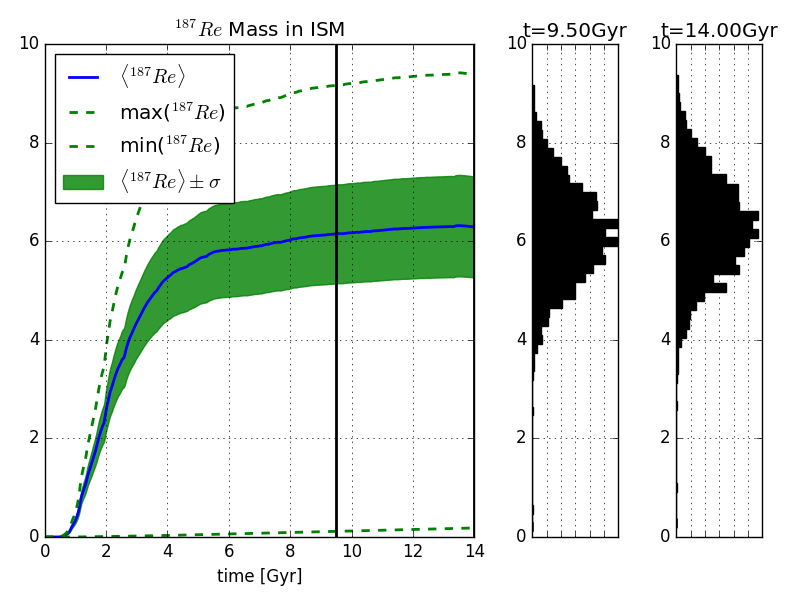 ¹⁸⁷Re Mass in ISM
t=9.50Gyr
t=14.00Gyr
⟨¹⁸⁷Re⟩
max(¹⁸⁷Re)
min(¹⁸⁷Re)
⟨¹⁸⁷Re⟩ ± σ
10
8
6
4
2
0
0 2 4 6 8 10 12 14
time [Gyr]
10
8
6
4
2
0
10
8
6
4
2
0